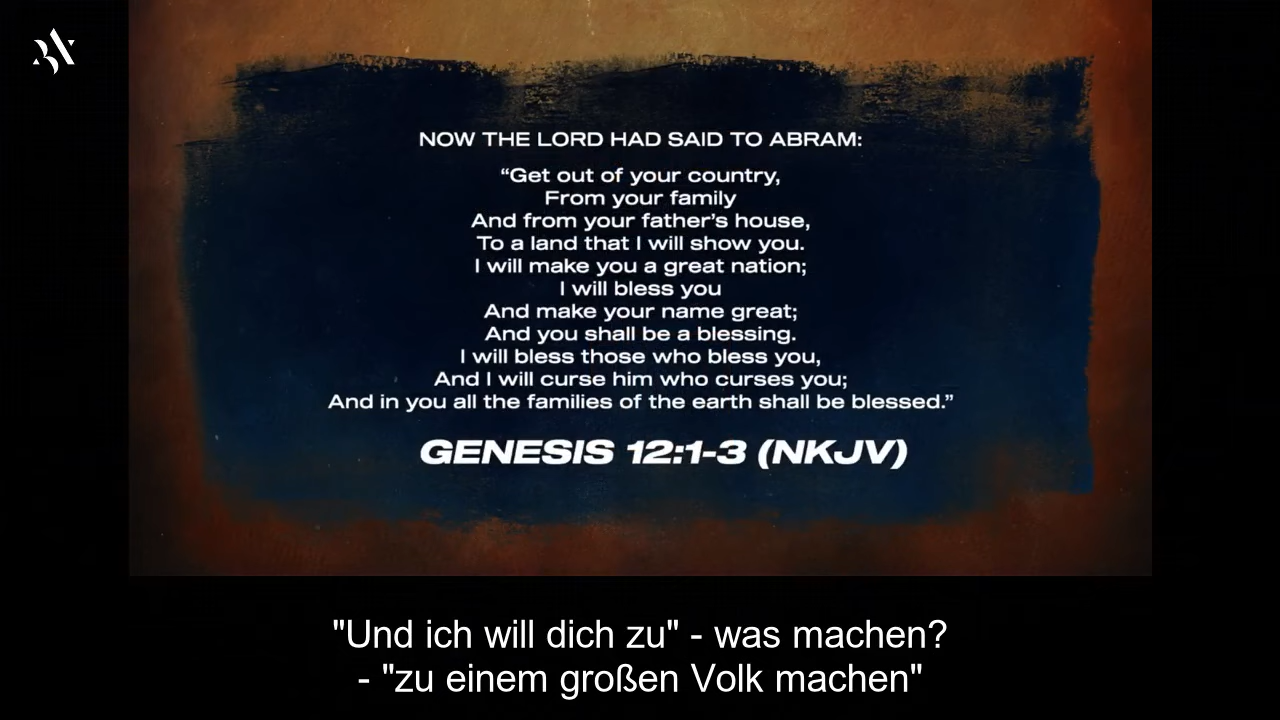 NOW THE LORD HAD SAID TO ABRAM:
“Get out of your country,
From your family
And from your father’s house,
To a land that I will show you.
I will make you a great nation;
I will bless you
And make your name great;
And you shall be a blessing.
I will bless those who bless you,
And I will curse him who curses you;
And in you all the families of the earth shall be blessed.”
GENESIS 12:1-3 (NKJV)
"Und ich will dich zu" - was machen?
- "zu einem großen Volk machen"